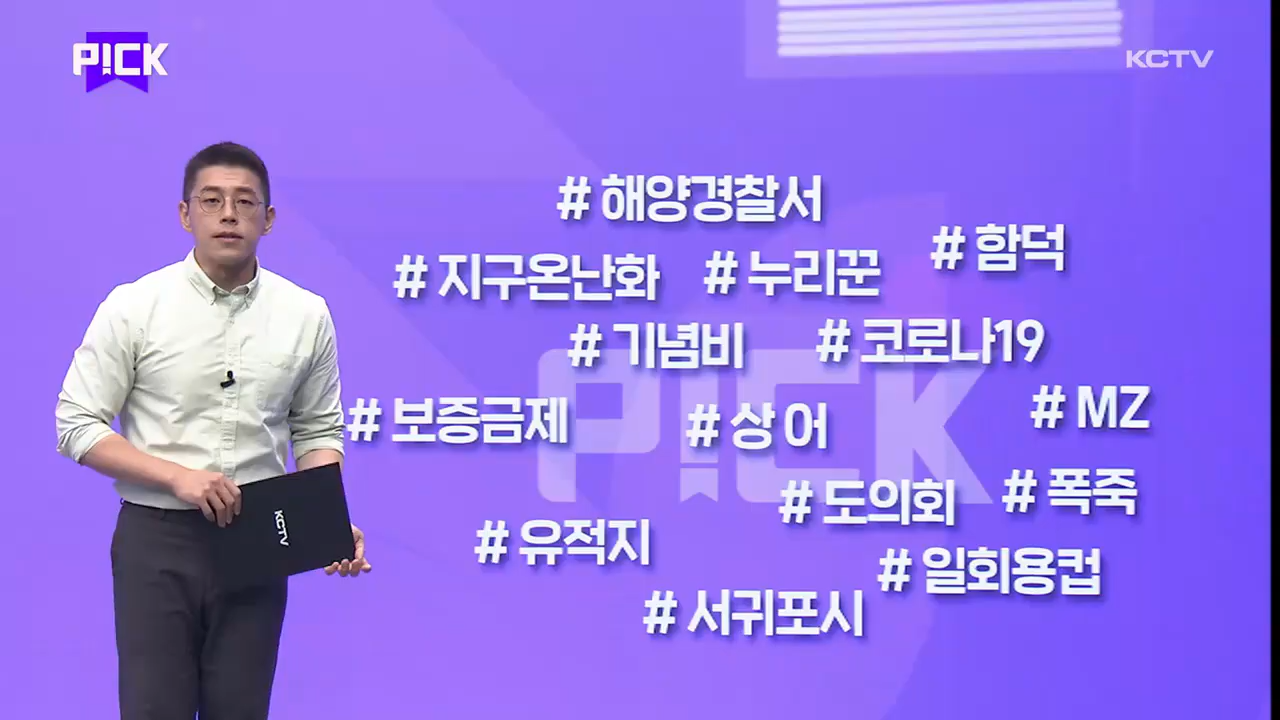 PICK
KCTV
# 해양경찰서
# 함덕
# 지구온난화 # 누리꾼
# 기념비 # 코로나19
# 보증금제 # 상어 # MZ
PICK
# 도의회 # 폭죽
# 유적지
# 일회용컵
# 서귀포시
KCTV